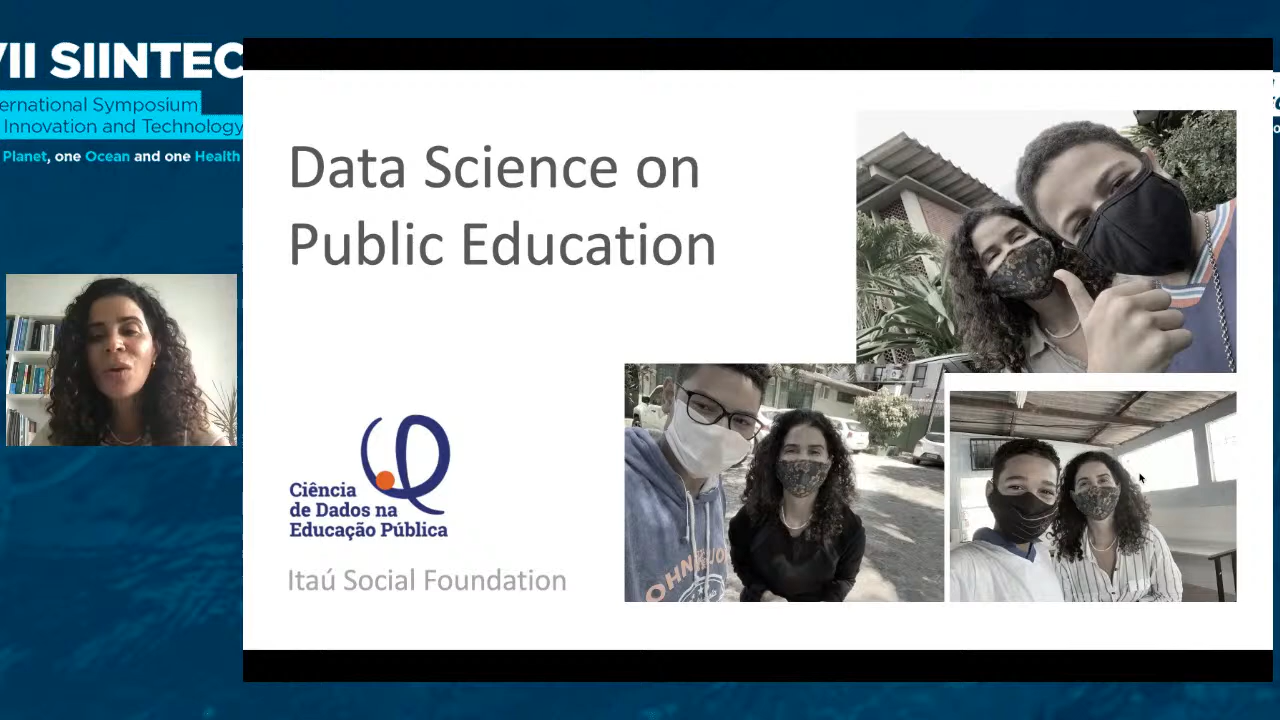 VII SIINTEC
ernational Symposium
Innovation and Technology
Planet, one Ocean and one Health
Data Science on
Public Education
Ciência
de Dados na
Educação Pública
Itaú Social Foundation